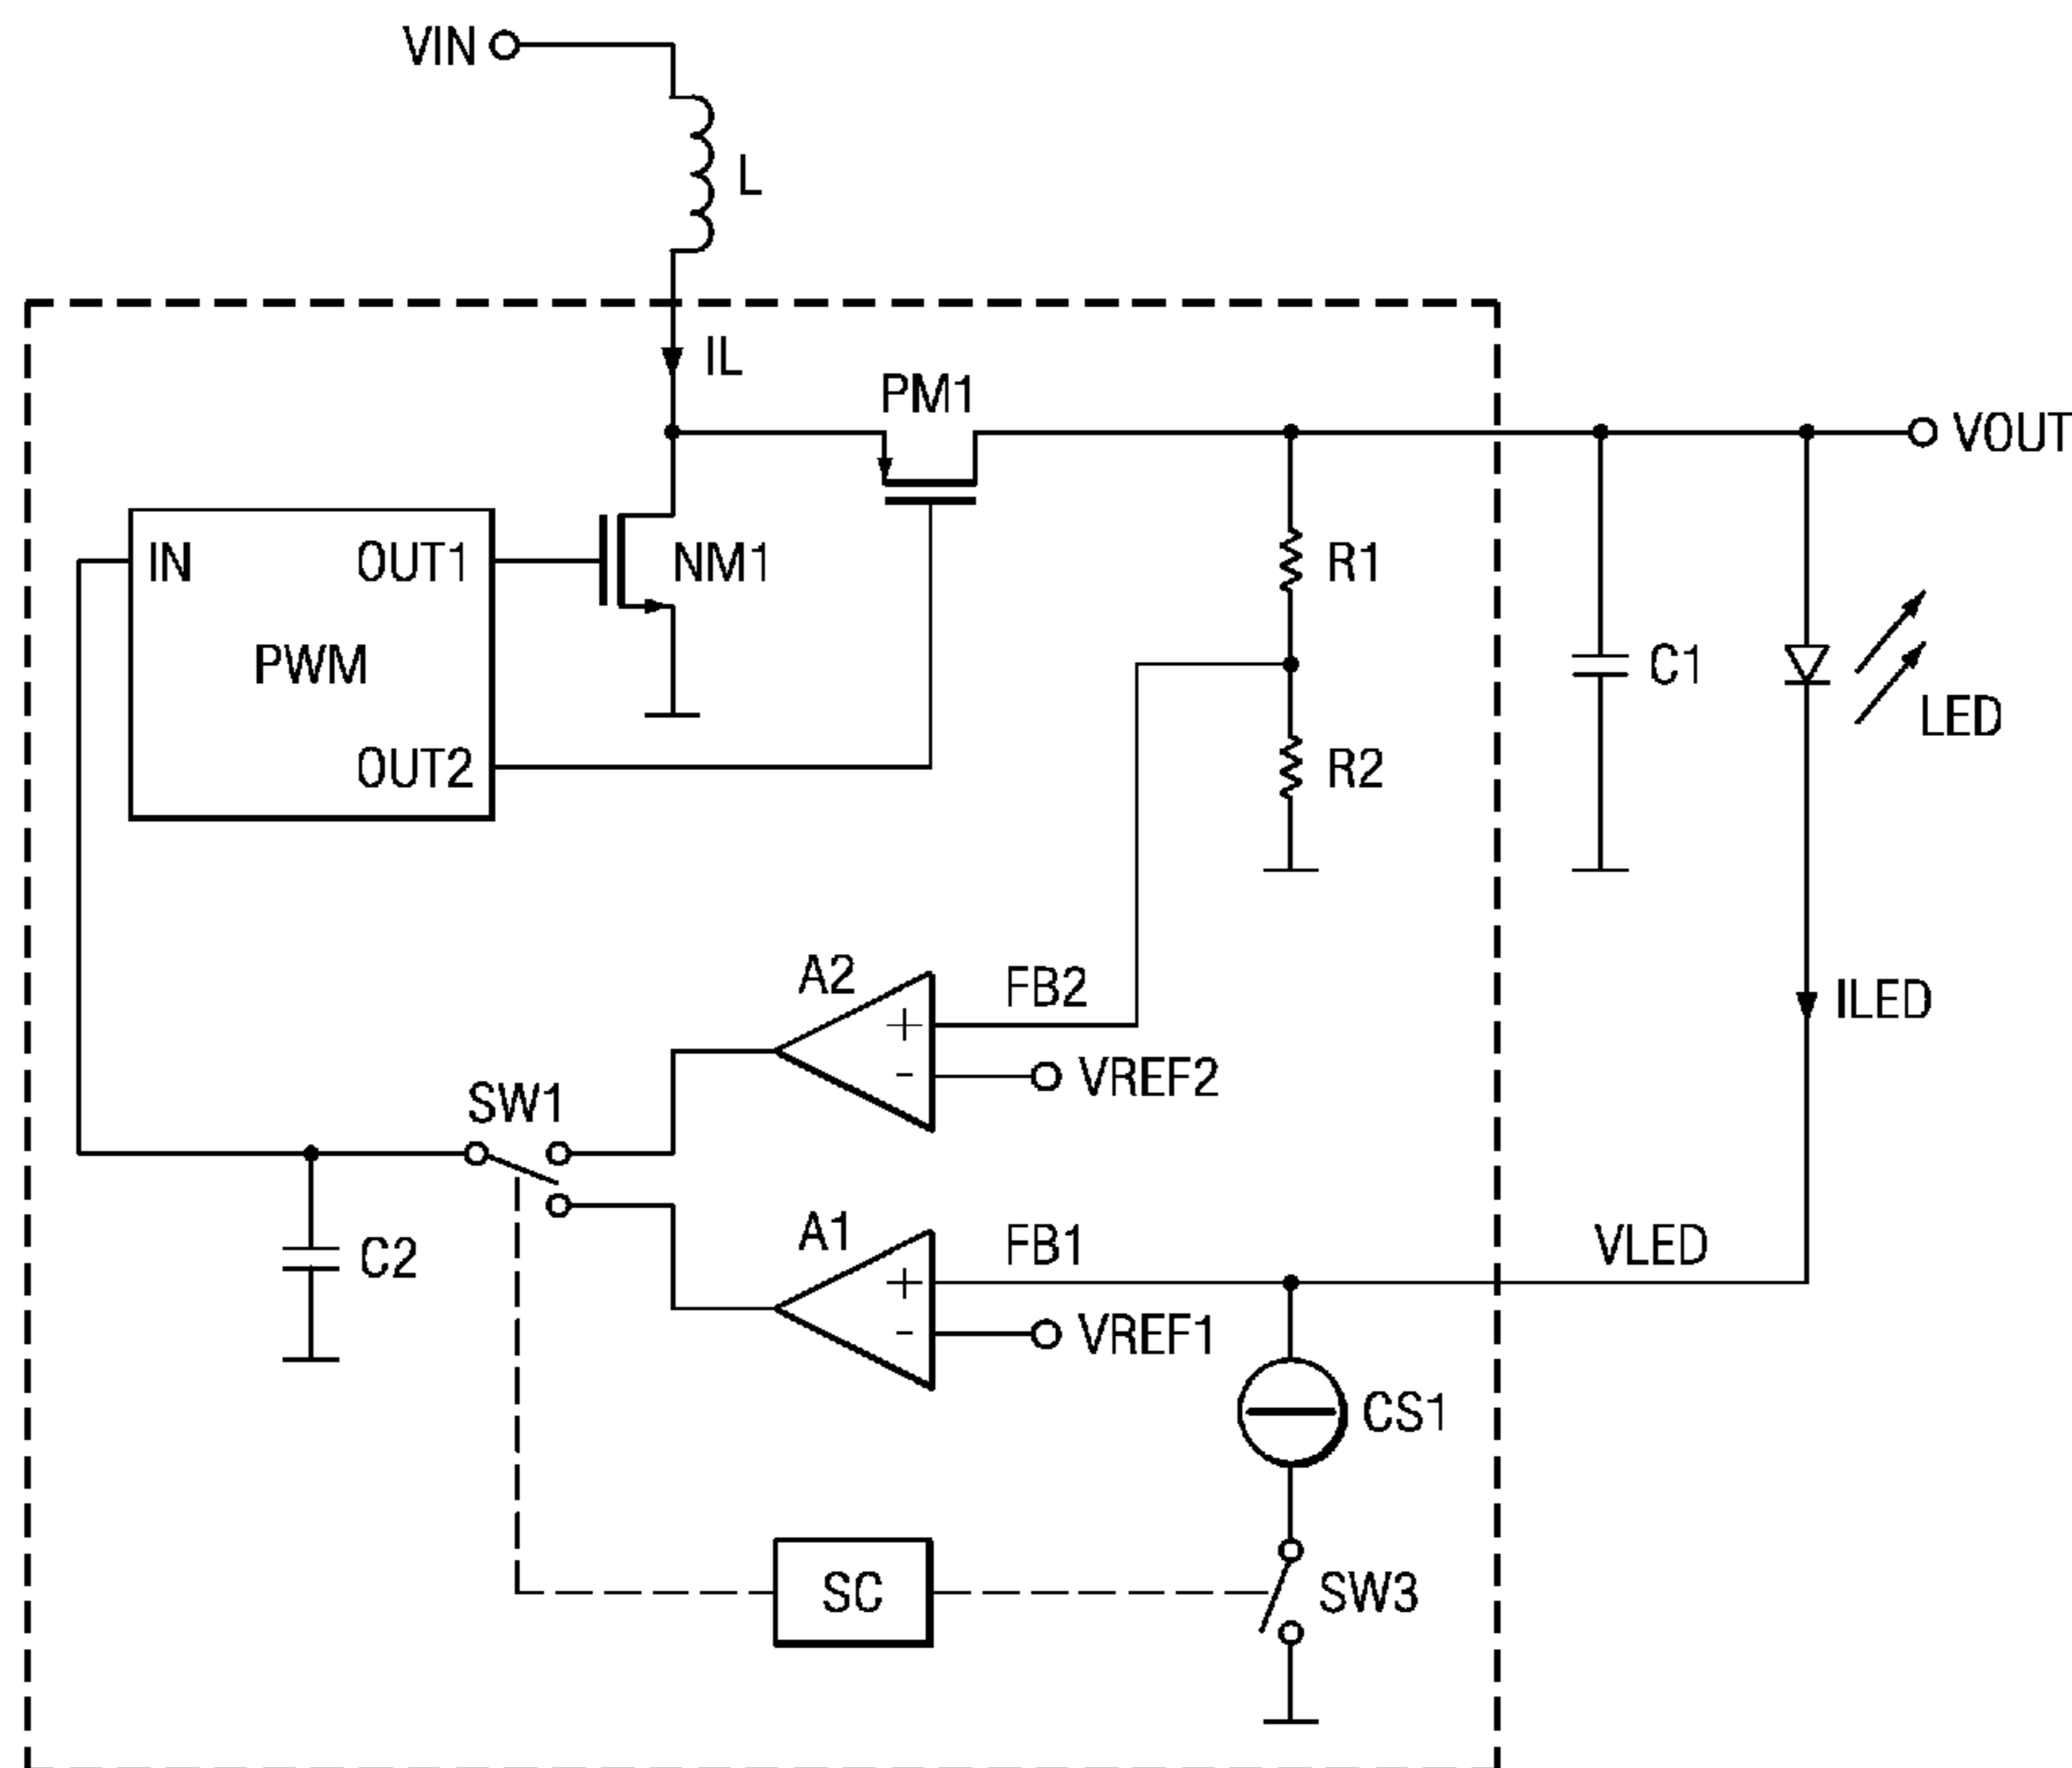 VIN
L
IL
PM1
VOUT
IN
OUT1
NM1
R1
PWM
C1
LED
OUT2
R2
A2
FB2
ILED
+
-
VREF2
SW1
A1
FB1
VLED
C2
+
-
VREF1
CS1
SC
SW3